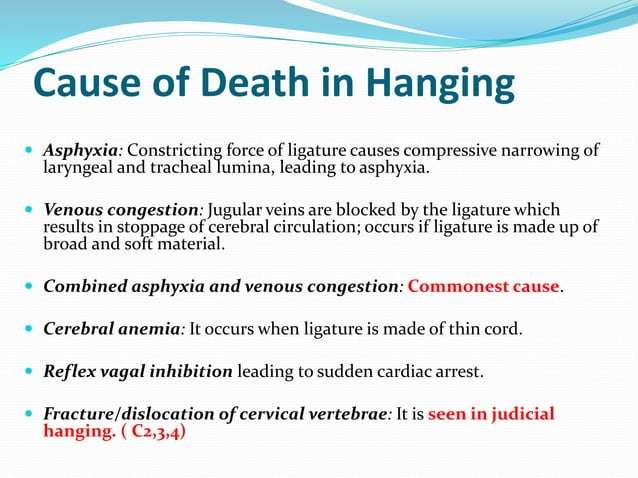 Cause of Death in Hanging
Asphyxia: Constricting force of ligature causes compressive narrowing of
laryngeal and tracheal lumina, leading to asphyxia.
Venous congestion: Jugular veins are blocked by the ligature which
results in stoppage of cerebral circulation; occurs if ligature is made up of
broad and soft material.
Combined asphyxia and venous congestion: Commonest cause.
Cerebral anemia: It occurs when ligature is made of thin cord.
Reflex vagal inhibition leading to sudden cardiac arrest.
Fracture/dislocation of cervical vertebrae: It is seen in judicial
hanging. ( C2,3,4)